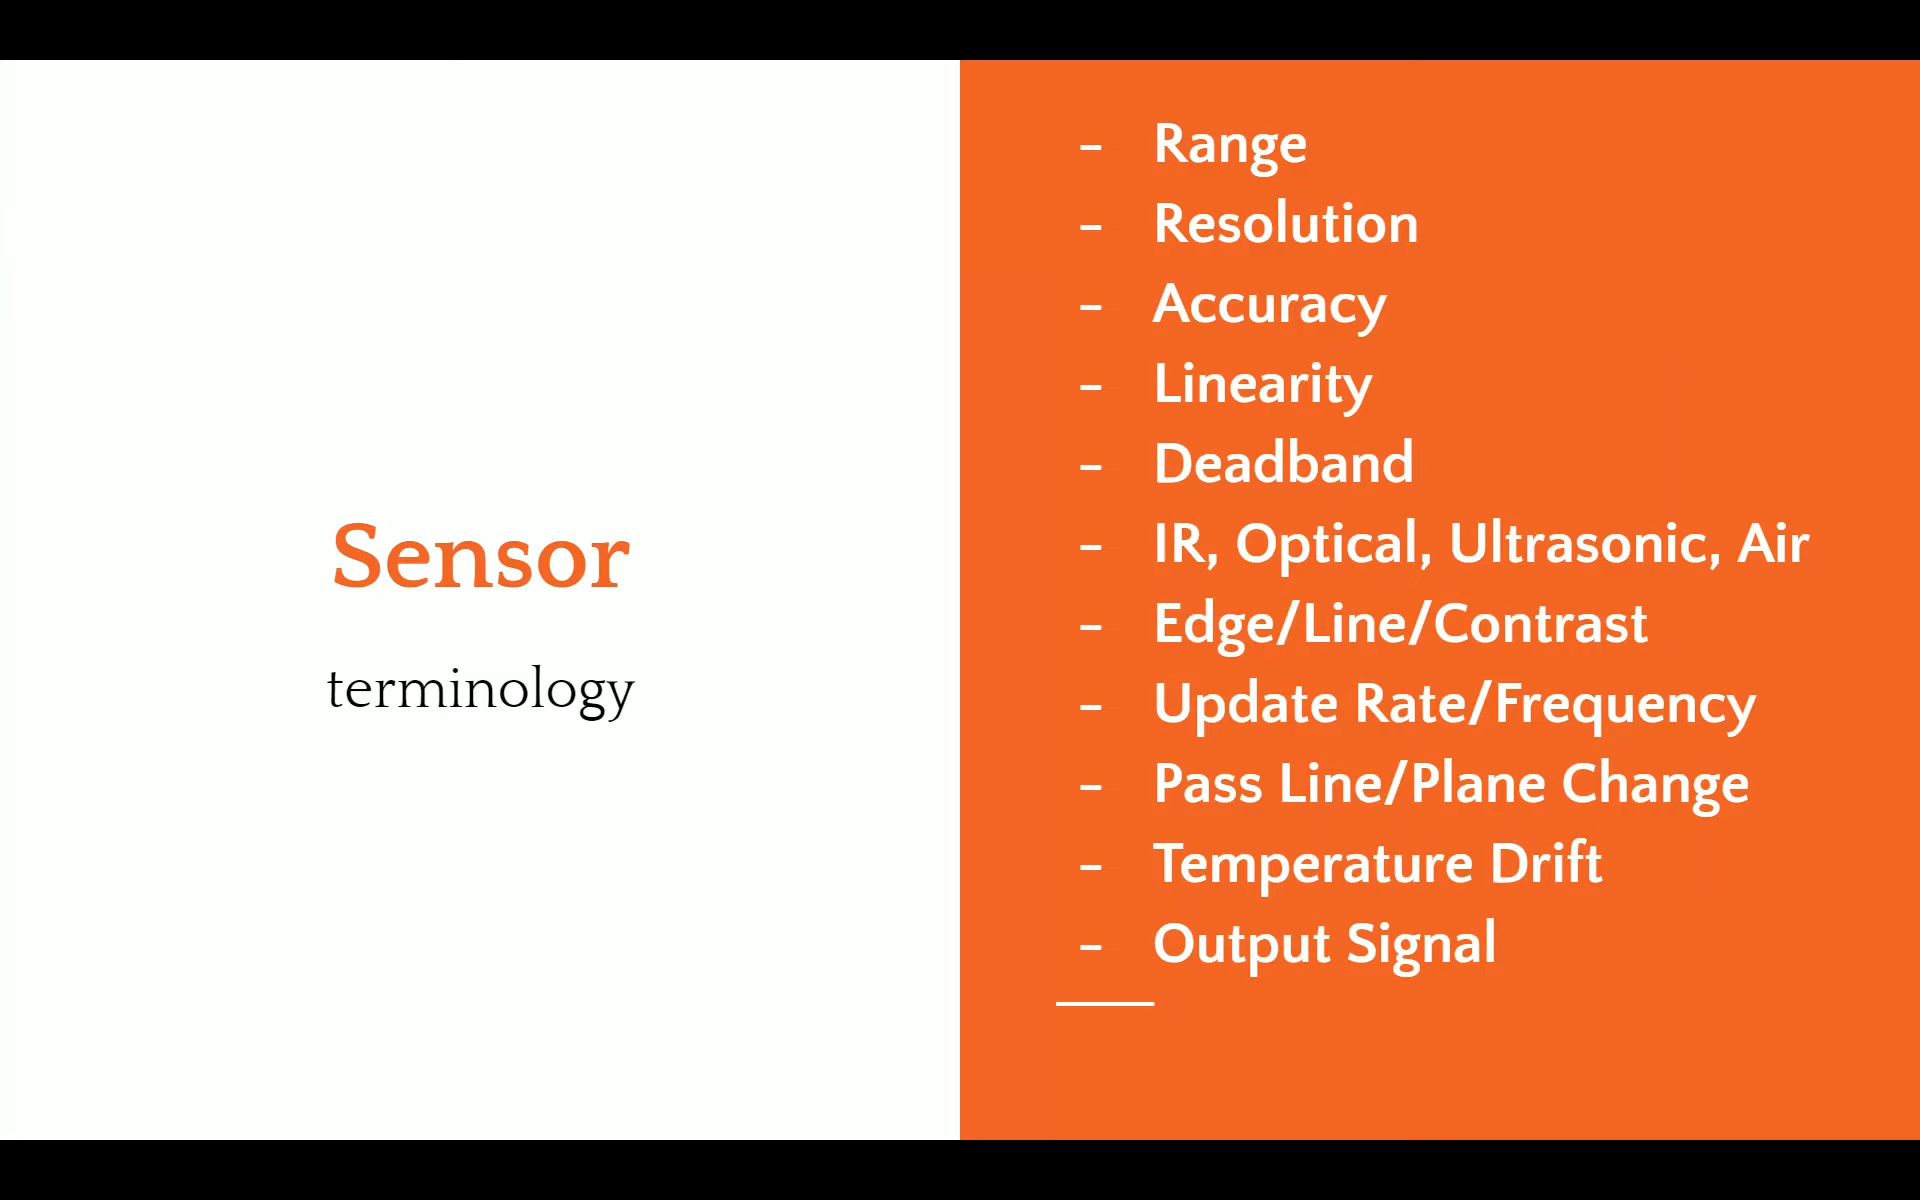 Sensor
terminology
- Range
- Resolution
- Accuracy
- Linearity
- Deadband
- IR, Optical, Ultrasonic, Air
- Edge/Line/Contrast
- Update Rate/Frequency
- Pass Line/Plane Change
- Temperature Drift
- Output Signal